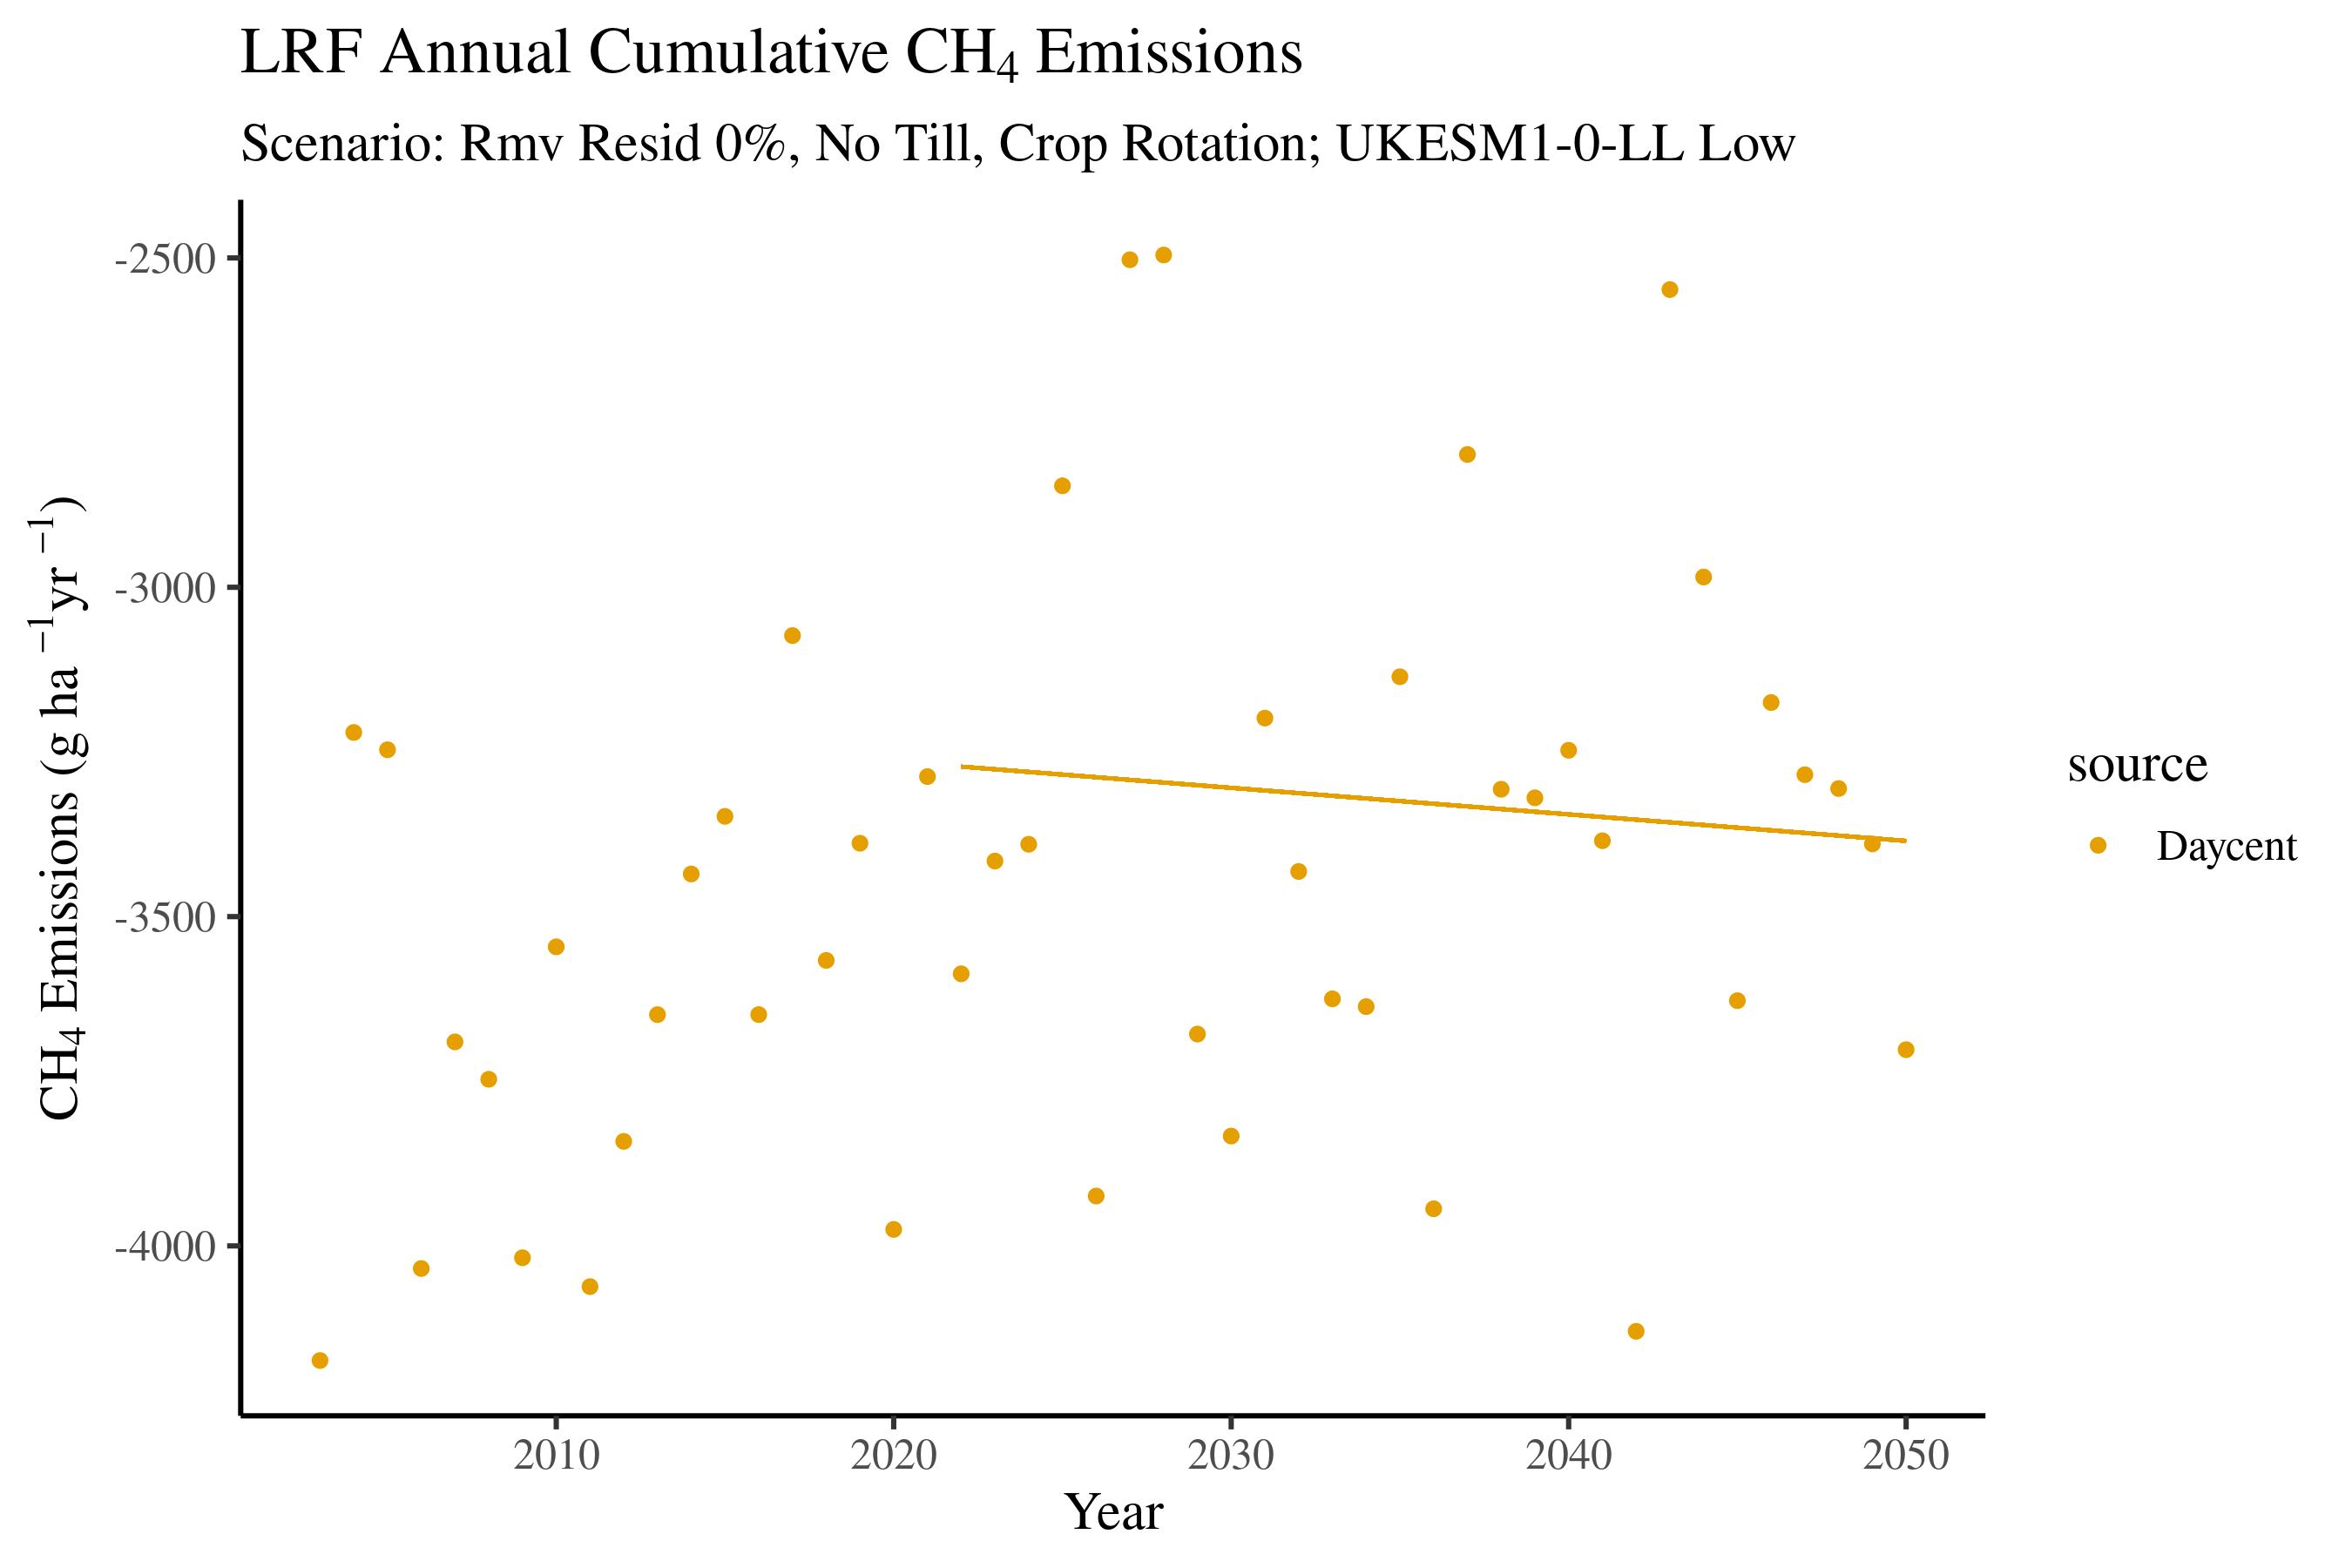 LRF Annual Cumulative CH₄ Emissions
Scenario: Rmv Resid 0%, No Till, Crop Rotation; UKESM1-0-LL Low
CH₄ Emissions (g ha⁻¹yr⁻¹)
-2500
-3000
-3500
-4000
2010
2020
2030
2040
2050
Year
source
Daycent